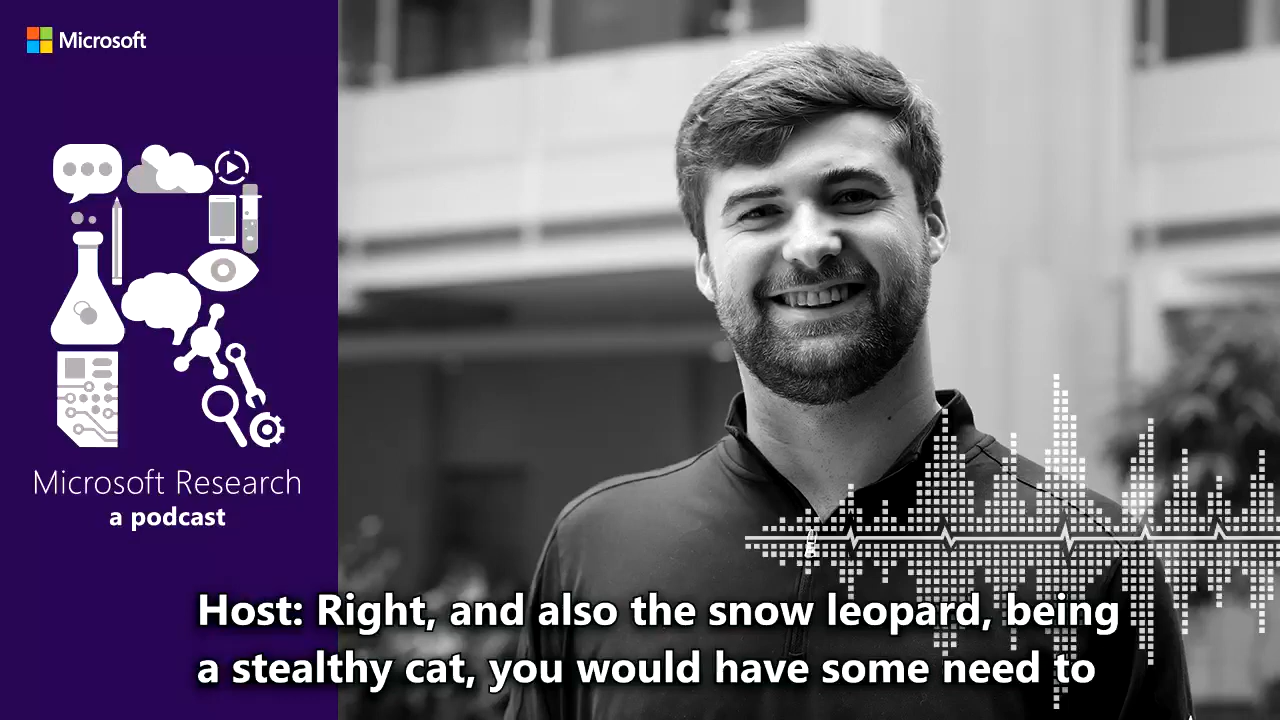 Microsoft
Microsoft Research
a podcast
Host: Right, and also the snow leopard, being
a stealthy cat, you would have some need to